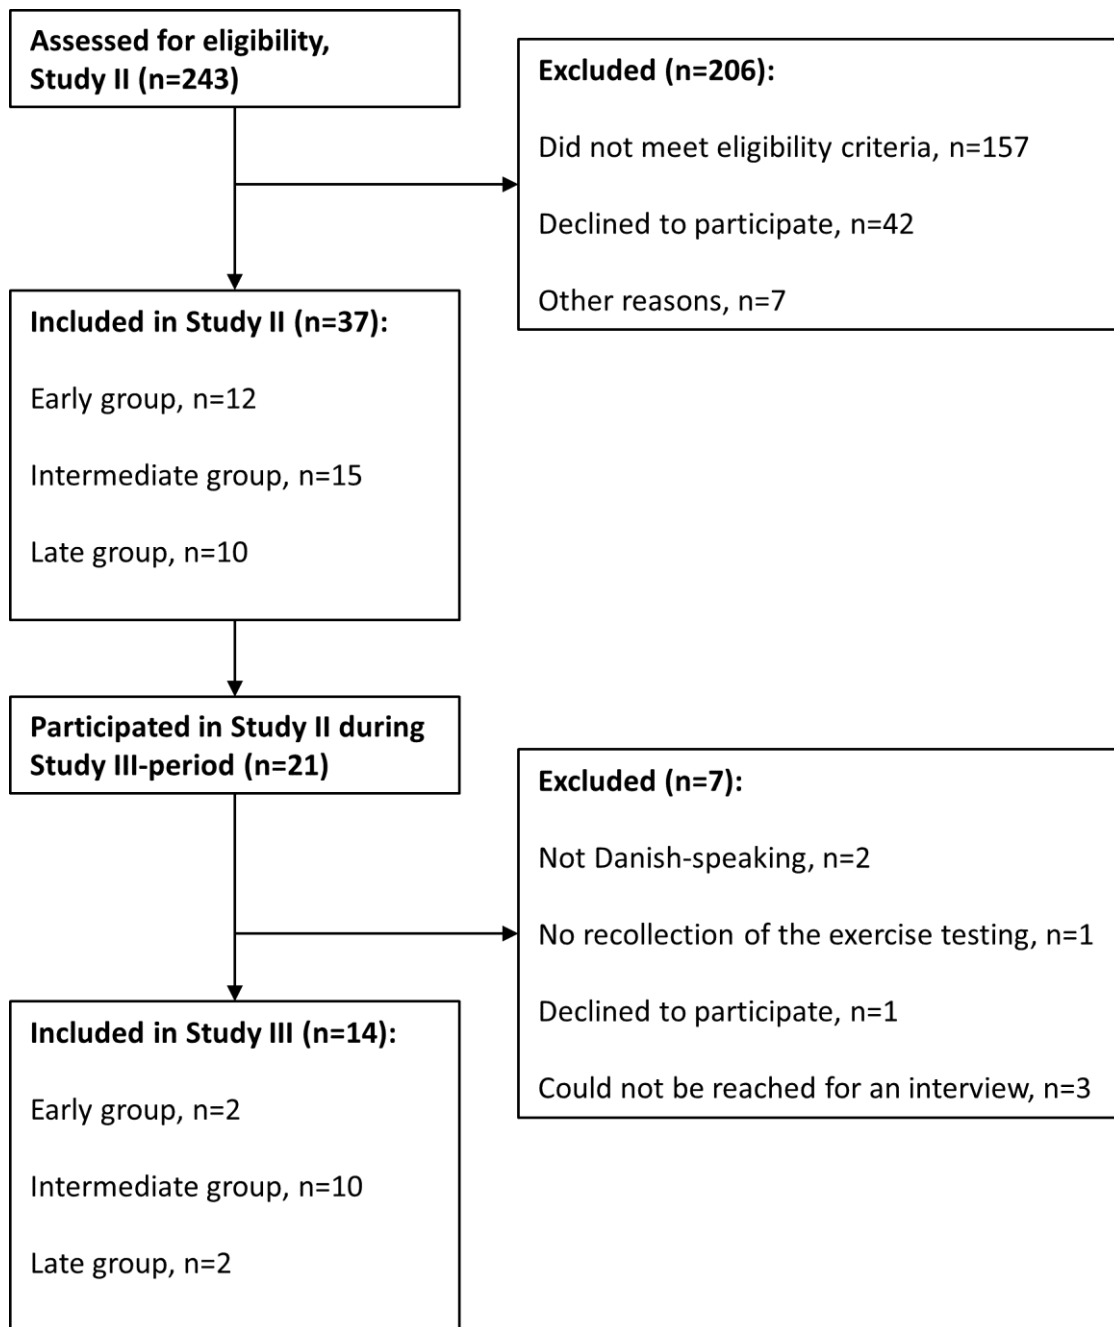 Assessed for eligibility,
Study II (n=243)
Excluded (n=206):
Did not meet eligibility criteria, n=157
Declined to participate, n=42
Other reasons, n=7
Included in Study II (n=37):
Early group, n=12
Intermediate group, n=15
Late group, n=10
Participated in Study II during
Study III-period (n=21)
Excluded (n=7):
Not Danish-speaking, n=2
No recollection of the exercise testing, n=1
Declined to participate, n=1
Could not be reached for an interview, n=3
Included in Study III (n=14):
Early group, n=2
Intermediate group, n=10
Late group, n=2